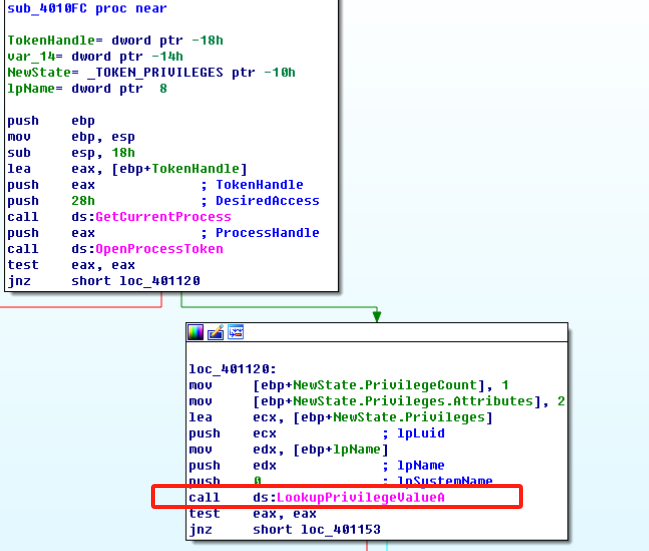 sub_4010FC proc near
TokenHandle= dword ptr -18h
var_14= dword ptr -14h
NewState= _TOKEN_PRIVILEGES ptr -10h
lpName= dword ptr  8
push    ebp
mov     ebp, esp
sub     esp, 18h
lea     eax, [ebp+TokenHandle]
push    eax             ; TokenHandle
push    28h             ; DesiredAccess
call    ds:GetCurrentProcess
push    eax             ; ProcessHandle
call    ds:OpenProcessToken
test    eax, eax
jnz     short loc_401120
loc_401120:
mov     [ebp+NewState.PrivilegeCount], 1
mov     [ebp+NewState.Privileges.Attributes], 2
lea     ecx, [ebp+NewState.Privileges]
push    ecx             ; lpLuid
mov     edx, [ebp+lpName]
push    edx             ; lpName
push    0               ; lpSystemName
call    ds:LookupPrivilegeValueA
test    eax, eax
jnz     short loc_401153